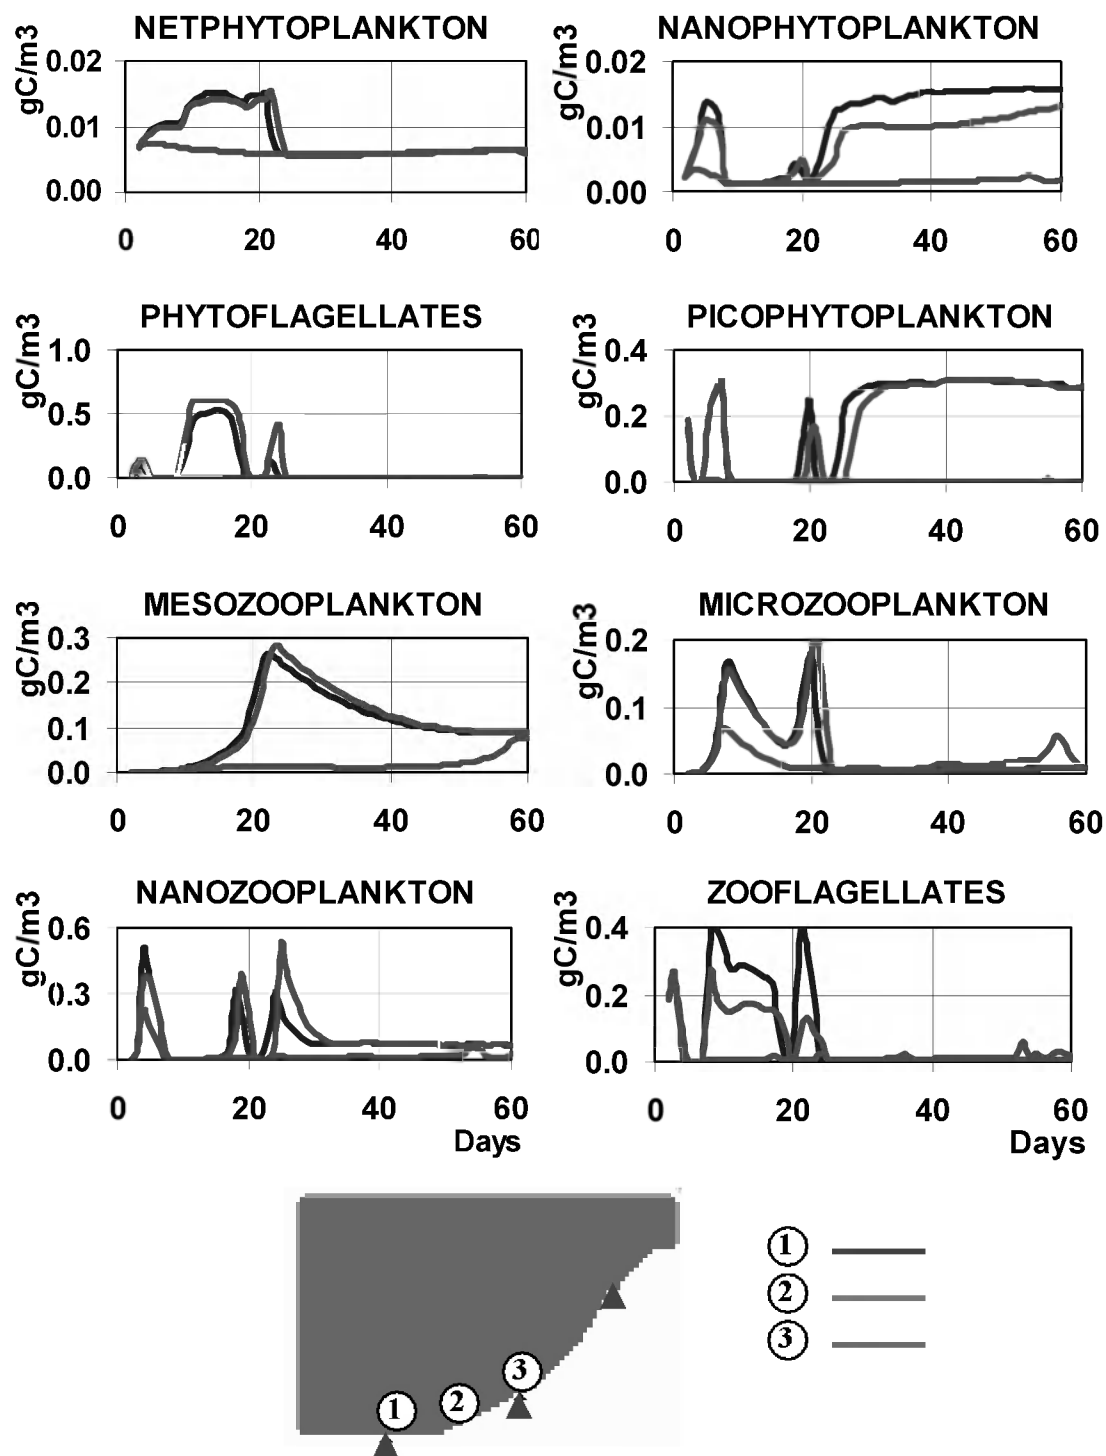 NETPHYTOPLANKTON
gC/m3
0.02
0.01
0.00
0 20 40 60
NANOPHYTOPLANKTON
gC/m3
0.02
0.01
0.00
0 20 40 60
PHYTOFLAGELLATES
gC/m3
1.0
0.5
0.0
0 20 40 60
PICOPHYTOPLANKTON
gC/m3
0.4
0.2
0.0
0 20 40 60
MESOZOOPLANKTON
gC/m3
0.3
0.2
0.1
0.0
0 20 40 60
MICROZOOPLANKTON
gC/m3
0.2
0.1
0.0
0 20 40 60
NANOZOOPLANKTON
gC/m3
0.6
0.3
0.0
0 20 40 60
Days
ZOOFLAGELLATES
gC/m3
0.4
0.2
0.0
0 20 40 60
Days
1
2
3
1
2
3